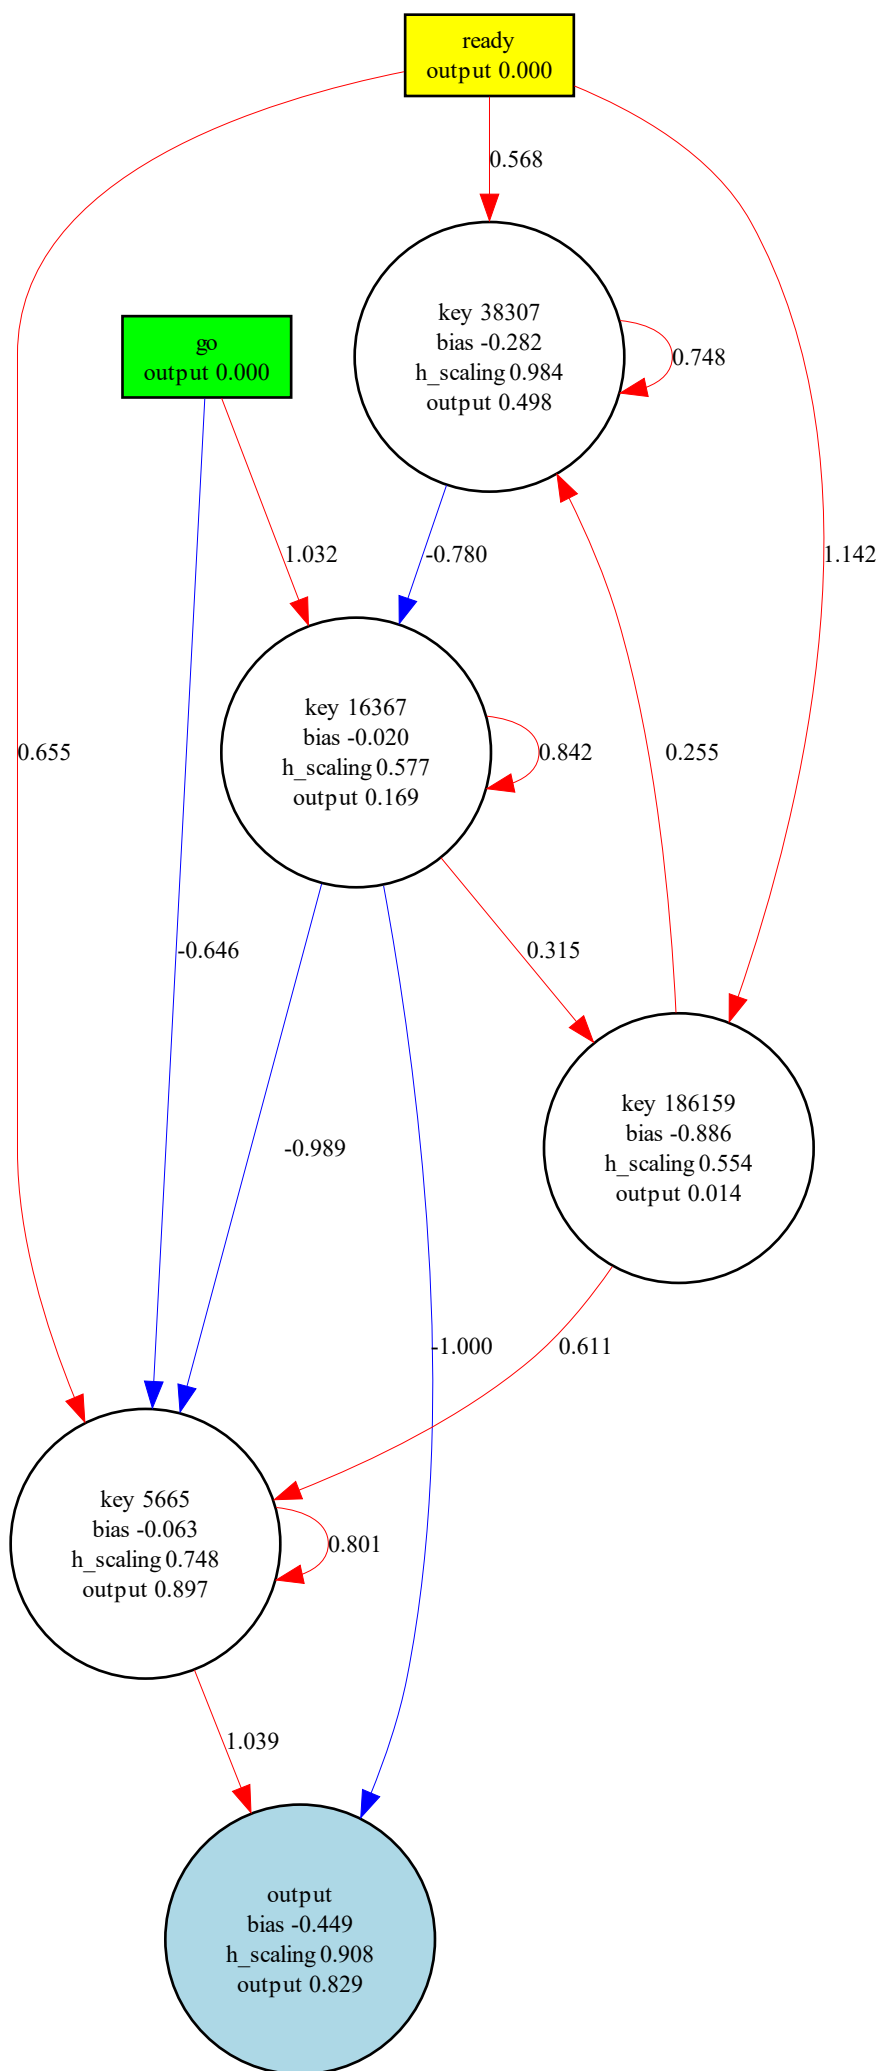 ready
output 0.000
0.568
go
output 0.000
key 38307
bias -0.282
h_scaling 0.984
output 0.498
0.748
1.032
-0.780
1.142
key 16367
bias -0.020
h_scaling 0.577
output 0.169
0.655
0.842
0.255
-0.646
0.315
key 186159
bias -0.886
h_scaling 0.554
output 0.014
-0.989
-1.000
0.611
key 5665
bias -0.063
h_scaling 0.748
output 0.897
0.801
1.039
output
bias -0.449
h_scaling 0.908
output 0.829